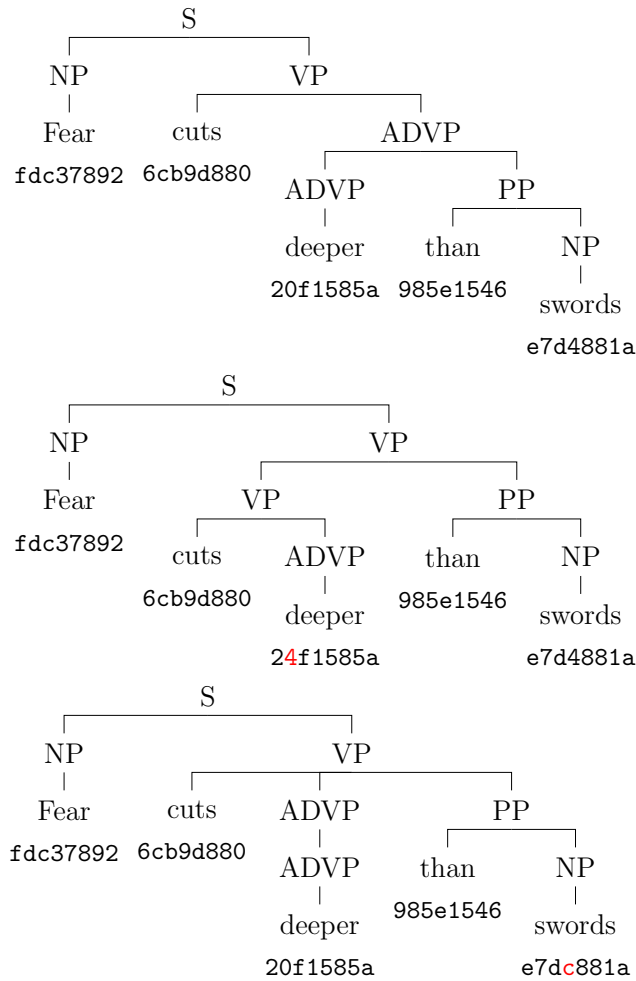 S
NP VP
Fear cuts ADVP
fdc37892 6cb9d880
ADVP PP
deeper than NP
20f1585a 985e1546
swords
e7d4881a
S
NP VP
Fear VP PP
fdc37892
cuts ADVP than NP
6cb9d880 985e1546
deeper swords
24f1585a e7d4881a
S
NP VP
Fear cuts ADVP PP
fdc37892 6cb9d880
ADVP than NP
985e1546
deeper swords
20f1585a e7dc881a